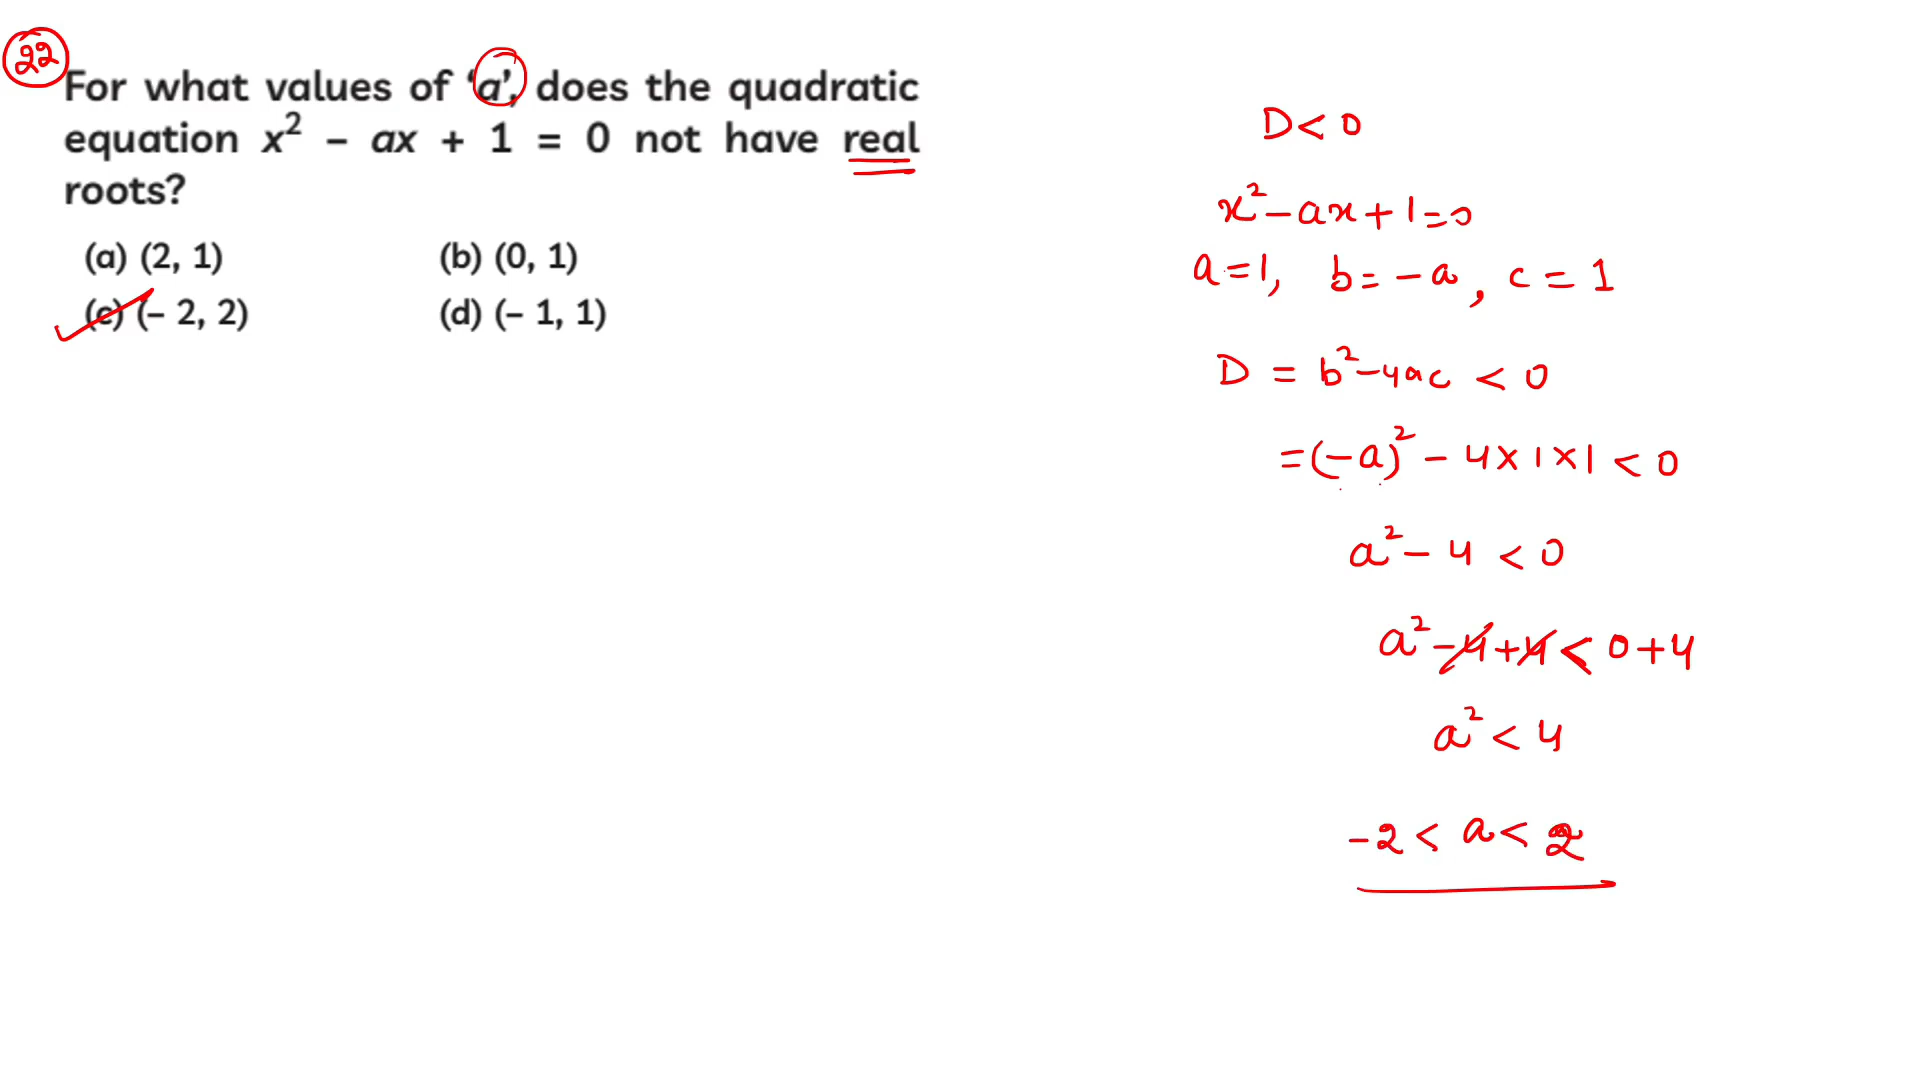 22
For what values of ‘a’, does the quadratic
equation x² – ax + 1 = 0 not have real
roots?
(a) (2, 1) (b) (0, 1)
(c) (– 2, 2) (d) (– 1, 1)
D < 0
x² - ax + 1 = 0
a = 1, b = - a , c = 1
D = b² - 4ac < 0
= (-a)² - 4 x 1 x 1 < 0
a² - 4 < 0
a² - 4 + 4 < 0 + 4
a² < 4
-2 < a < 2